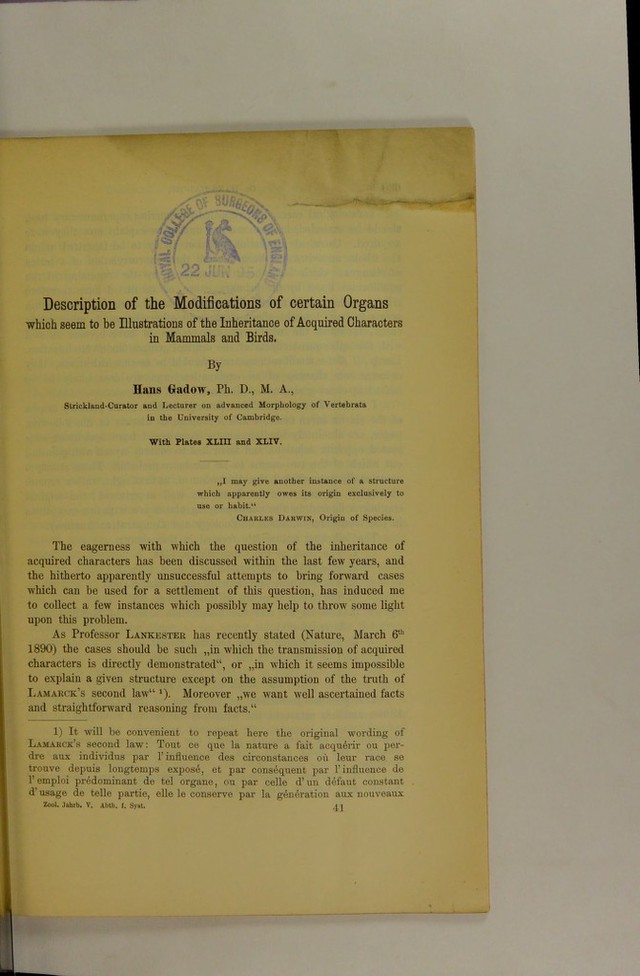 ROYAL COLLEGE OF SURGEONS OF ENGLAND
22 JUN
Description of the Modifications of certain Organs
which seem to be Illustrations of the Inheritance of Acquired Characters
in Mammals and Birds.
By
Hans Gadow, Ph. D., M. A.,
Strickland-Curator and Lecturer on advanced Morphology of Vertebrata
in the University of Cambridge.
With Plates XLIII and XLIV.
„I may give another instance of a structure
which apparently owes its origin exclusively to
use or habit.“
CHARLES DARWIN, Origin of Species.
The eagerness with which the question of the inheritance of
acquired characters has been discussed within the last few years, and
the hitherto apparently unsuccessful attempts to bring forward cases
which can be used for a settlement of this question, has induced me
to collect a few instances which possibly may help to throw some light
upon this problem.
As Professor LANKESTER has recently stated (Nature, March 6th
1890) the cases should be such „in which the transmission of acquired
characters is directly demonstrated“, or „in which it seems impossible
to explain a given structure except on the assumption of the truth of
LAMARCK's second law“ 1). Moreover „we want well ascertained facts
and straightforward reasoning from facts.“
1) It will be convenient to repeat here the original wording of
LAMARCK's second law: Tout ce que la nature a fait acquérir ou per-
dre aux individus par l'influence des circonstances où leur race se
trouve depuis longtemps exposé, et par conséquent par l'influence de
l'emploi prédominant de tel organe, ou par celle d'un défaut constant
d'usage de telle partie, elle le conserve par la génération aux nouveaux
Zool. Jahrb. V. Abth. f. Syst.
41